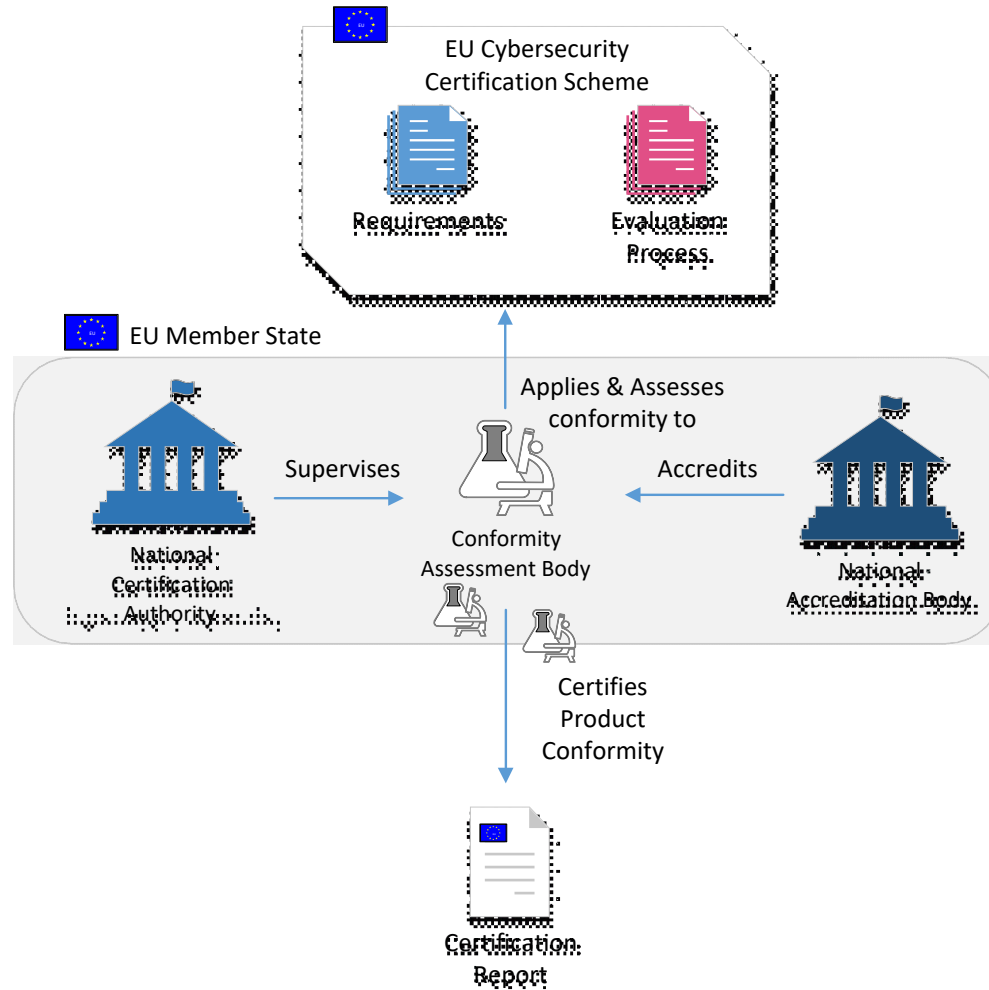 EU Cybersecurity
Certification Scheme
Requirements
Evaluation
Process
EU Member State
Applies & Assesses
conformity to
Supervises
Accredits
Conformity
Assessment Body
National
Certification
Authority
National
Accreditation Body
Certifies
Product
Conformity
Certification
Report